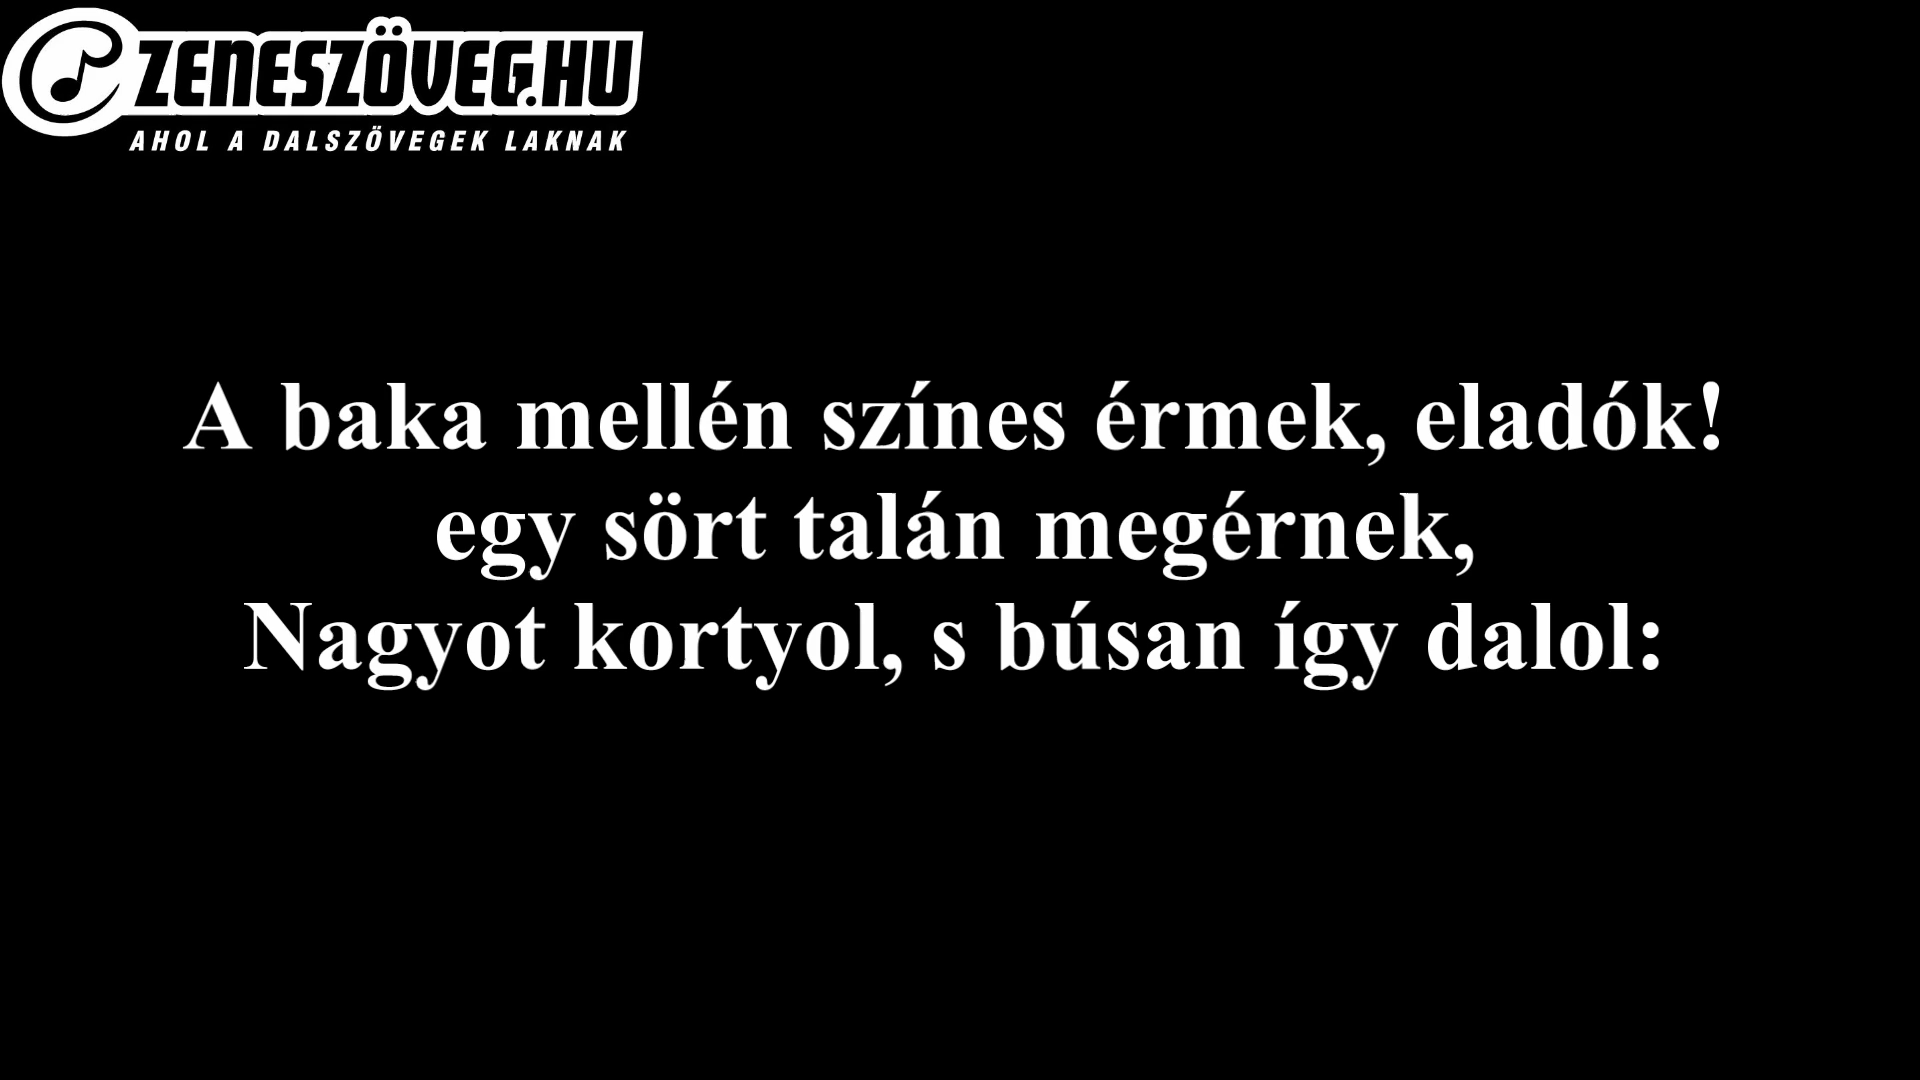 ZENESZÖVEG.HU
AHOL A DALSZÖVEGEK LAKNAK
A baka mellén színes érmek, eladók!
egy sört talán megérnek,
Nagyot kortyol, s búsan így dalol: